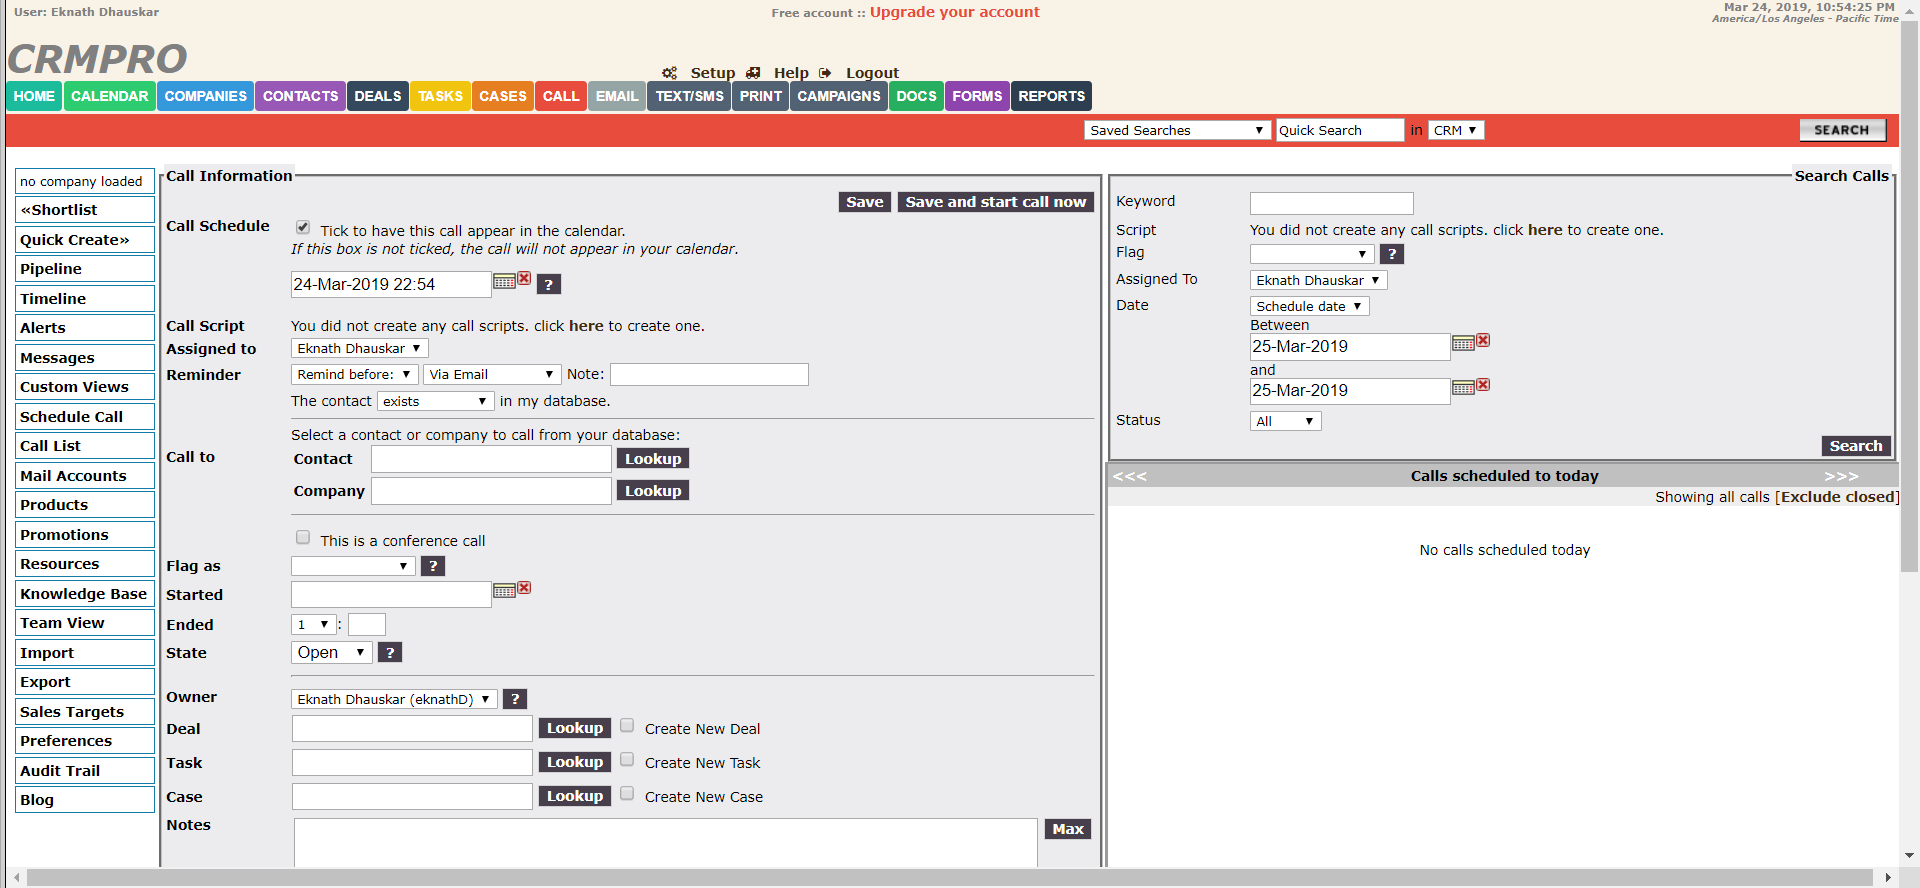 User: Eknath Dhauskar
Free account :: Upgrade your account
Mar 24, 2019, 10:54:25 PM
America/Los Angeles - Pacific Time
CRMPRO
Setup Help Logout
HOME CALENDAR COMPANIES CONTACTS DEALS TASKS CASES CALL EMAIL TEXT/SMS PRINT CAMPAIGNS DOCS FORMS REPORTS
Saved Searches Quick Search in CRM SEARCH
no company loaded
«Shortlist
Quick Create»
Pipeline
Timeline
Alerts
Messages
Custom Views
Schedule Call
Call List
Mail Accounts
Products
Promotions
Resources
Knowledge Base
Team View
Import
Export
Sales Targets
Preferences
Audit Trail
Blog
Call Information
Save Save and start call now
Call Schedule Tick to have this call appear in the calendar.
If this box is not ticked, the call will not appear in your calendar.
24-Mar-2019 22:54 ?
Call Script You did not create any call scripts. click here to create one.
Assigned to Eknath Dhauskar
Reminder Remind before: Via Email Note:
The contact exists in my database.
Select a contact or company to call from your database:
Call to Contact Lookup
Company Lookup
This is a conference call
Flag as ?
Started
Ended 1 :
State Open ?
Owner Eknath Dhauskar (eknathD) ?
Deal Lookup Create New Deal
Task Lookup Create New Task
Case Lookup Create New Case
Notes Max
Search Calls
Keyword
Script You did not create any call scripts. click here to create one.
Flag ?
Assigned To Eknath Dhauskar
Date Schedule date
Between
25-Mar-2019
and
25-Mar-2019
Status All
Search
<<< Calls scheduled to today >>>
Showing all calls [Exclude closed]
No calls scheduled today